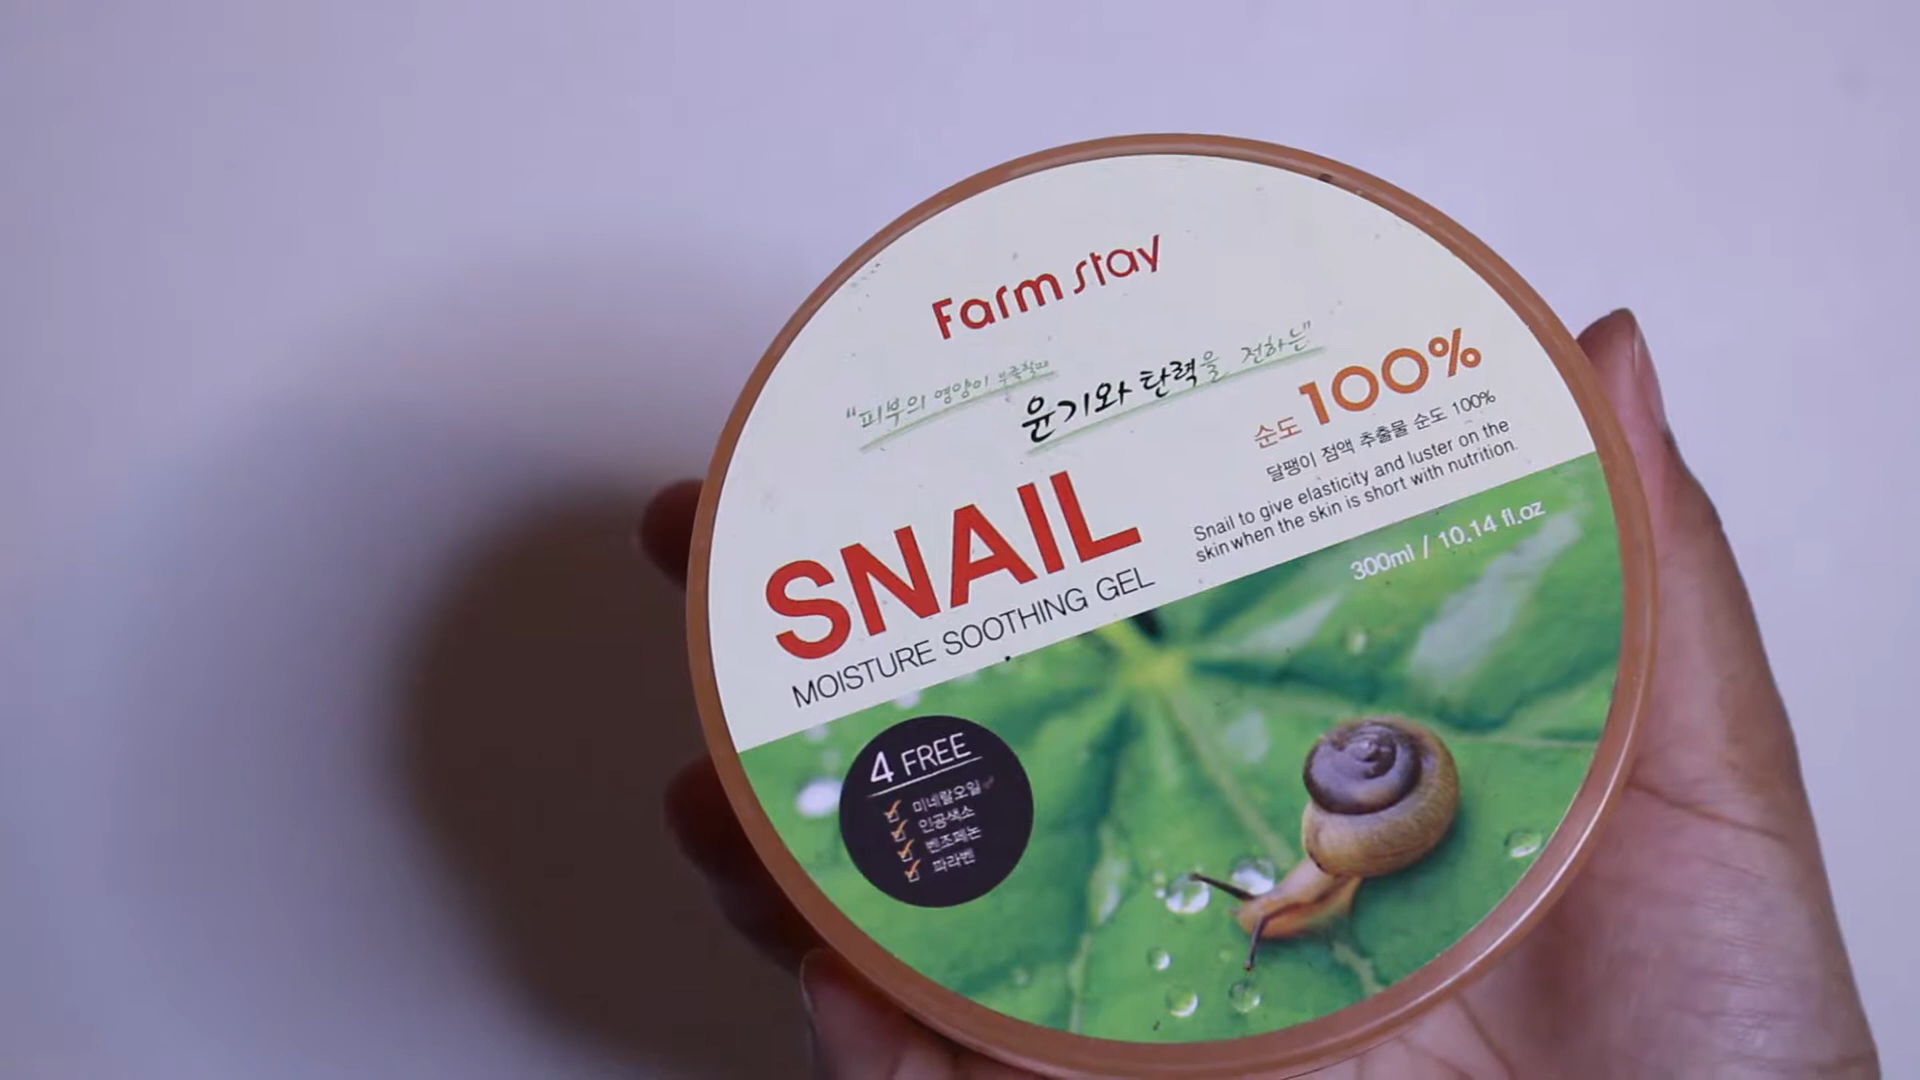 Farm stay
"피부의 영양이 부족할때
윤기와 탄력을 전하는"
순도 100%
달팽이 점액 추출물 순도 100%
Snail to give elasticity and luster on the
skin when the skin is short with nutrition.
SNAIL
MOISTURE SOOTHING GEL
300ml / 10.14 fl.oz
4 FREE
미네랄오일
인공색소
벤조페논
파라벤